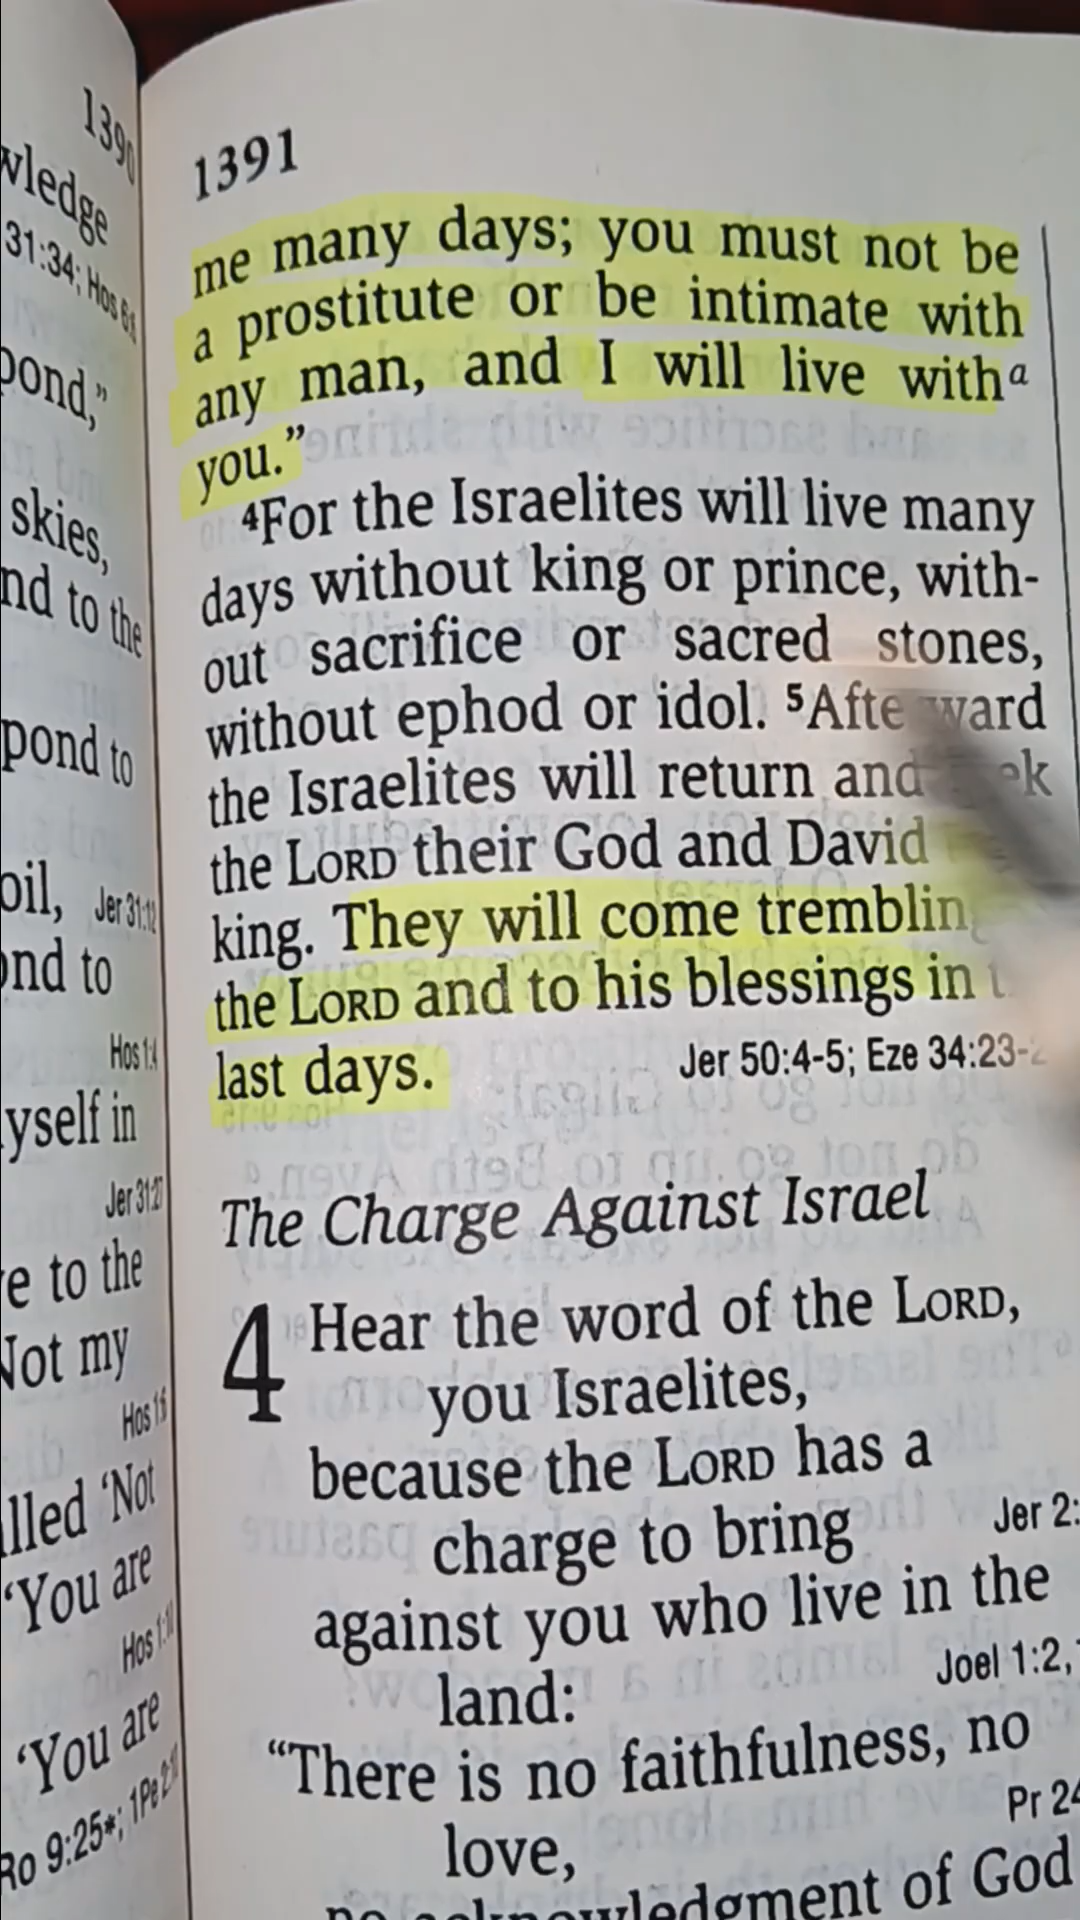 1390
wledge
31:34; Hos 6:
pond,”
skies,
nd to the
pond to
oil, Jer 31:12
ond to
Hos 1:4
yself in
Jer 31:27
e to the
Not my
Hos 1:6
lled ‘Not
‘You are
Hos 1:10
‘You are
Ro 9:25*; 1Pe 2:10
1391
me many days; you must not be
a prostitute or be intimate with
any man, and I will live with a
you.”
4 For the Israelites will live many
days without king or prince, with-
out sacrifice or sacred stones,
without ephod or idol. 5 Afterward
the Israelites will return and
the LORD their God and David
king. They will come trembling
the LORD and to his blessings in
last days. Jer 50:4-5; Eze 34:23-
The Charge Against Israel
4 Hear the word of the LORD,
you Israelites,
because the LORD has a
charge to bring Jer 2:
against you who live in the
land: Joel 1:2,
“There is no faithfulness, no
love, Pr 24
no acknowledgment of God